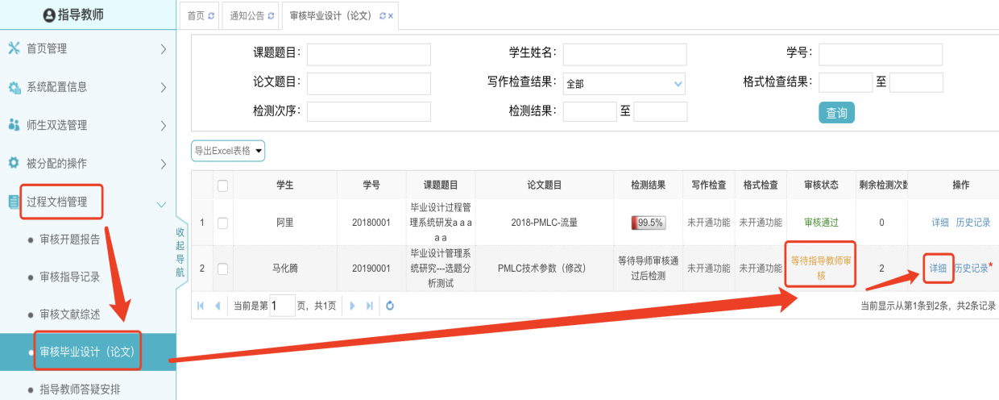 指导教师
首页 通知公告 审核毕业设计（论文） ×
首页管理
系统配置信息
师生双选管理
被分配的操作
过程文档管理
审核开题报告
审核指导记录
审核文献综述
审核毕业设计（论文）
指导教师答疑安排
收起导航
课题题目： 学生姓名： 学号：
论文题目： 写作检查结果： 全部 格式检查结果： 至
检测次序： 检测结果： 至 查询
导出Excel表格
学生 学号 课题题目 论文题目 检测结果 写作检查 格式检查 审核状态 剩余检测次数 操作
1 阿里 20180001 毕业设计过程管
理系统研发a a a
a a
2018-PMLC-流量 99.5% 未开通功能 未开通功能 审核通过 0 详细 历史记录
2 马化腾 20190001 毕业设计管理系
统研究---选题分
析测试
PMLC技术参数（修改） 等待导师审核通
过后检测
未开通功能 未开通功能 等待指导教师审
核
2 详细 历史记录*
当前是第 1 页，共1页
当前显示从第1条到2条，共2条记录